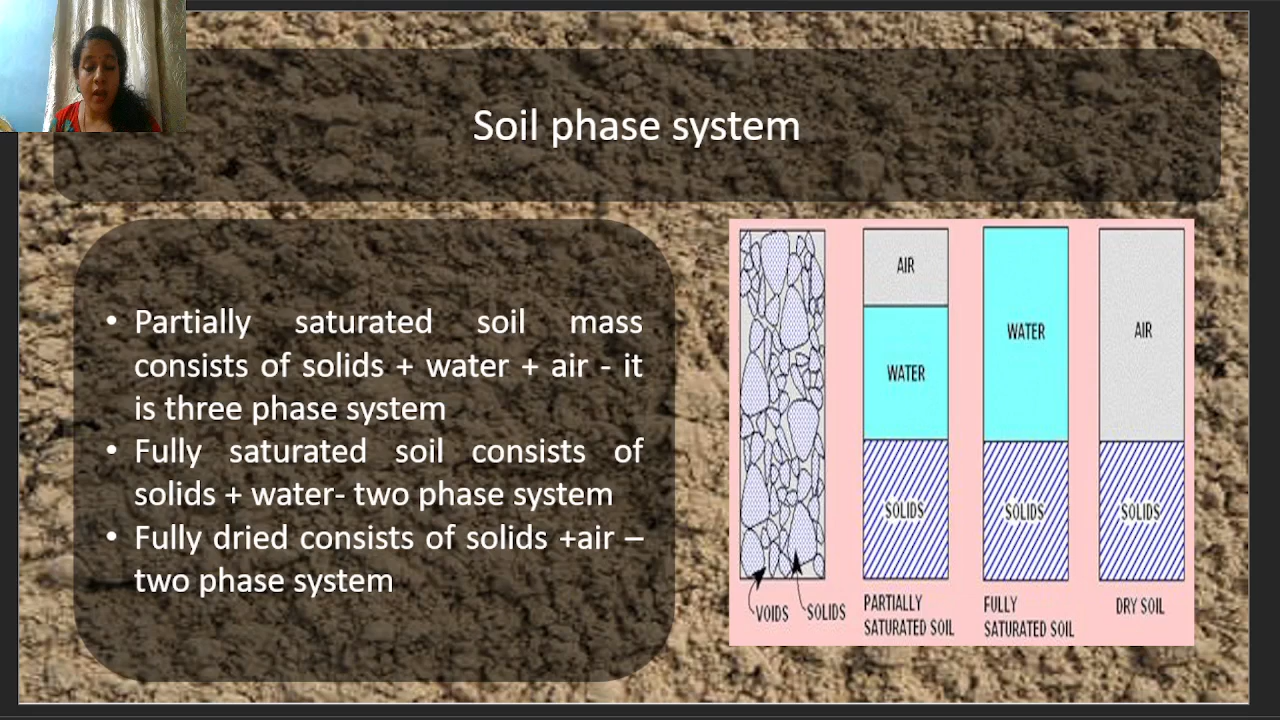 Soil phase system
• Partially saturated soil mass
consists of solids + water + air - it
is three phase system
• Fully saturated soil consists of
solids + water- two phase system
• Fully dried consists of solids +air –
two phase system
AIR
WATER
SOLIDS
WATER
SOLIDS
AIR
SOLIDS
VOIDS
SOLIDS
PARTIALLY
SATURATED SOIL
FULLY
SATURATED SOIL
DRY SOIL